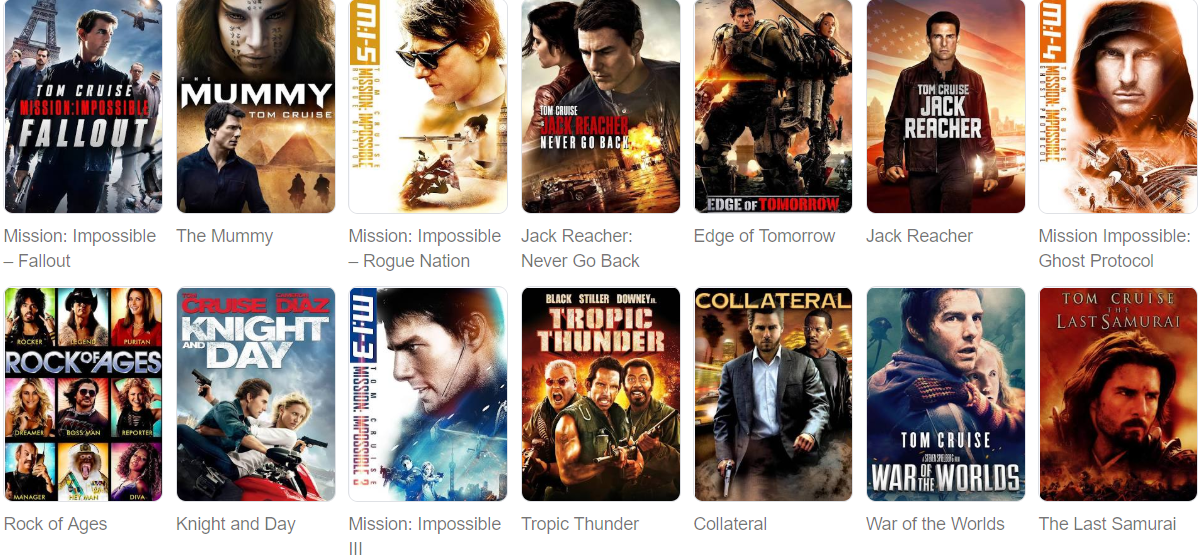 TOM CRUISE
MISSION:IMPOSSIBLE
FALLOUT
THE
MUMMY
TOM CRUISE
M:I-5
TOM CRUISE
MISSION: IMPOSSIBLE
ROGUE NATION
TOM CRUISE
JACK REACHER
NEVER GO BACK
EDGE OF TOMORROW
TOM CRUISE
JACK
REACHER
M:I-4
TOM CRUISE
MISSION: IMPOSSIBLE
GHOST PROTOCOL
Mission: Impossible
– Fallout
The Mummy
Mission: Impossible
– Rogue Nation
Jack Reacher:
Never Go Back
Edge of Tomorrow
Jack Reacher
Mission Impossible:
Ghost Protocol
ROCKER LEGEND PURITAN
ROCK OF AGES
DREAMER BOSS MAN REPORTER
MANAGER HEY MAN DIVA
CRUISE DIAZ
KNIGHT
AND DAY
M:I-3
TOM CRUISE
MISSION: IMPOSSIBLE 3
BLACK STILLER DOWNEY JR.
TROPIC
THUNDER
COLLATERAL
TOM CRUISE
WAR OF THE WORLDS
TOM CRUISE
THE
LAST SAMURAI
Rock of Ages
Knight and Day
Mission: Impossible
III
Tropic Thunder
Collateral
War of the Worlds
The Last Samurai